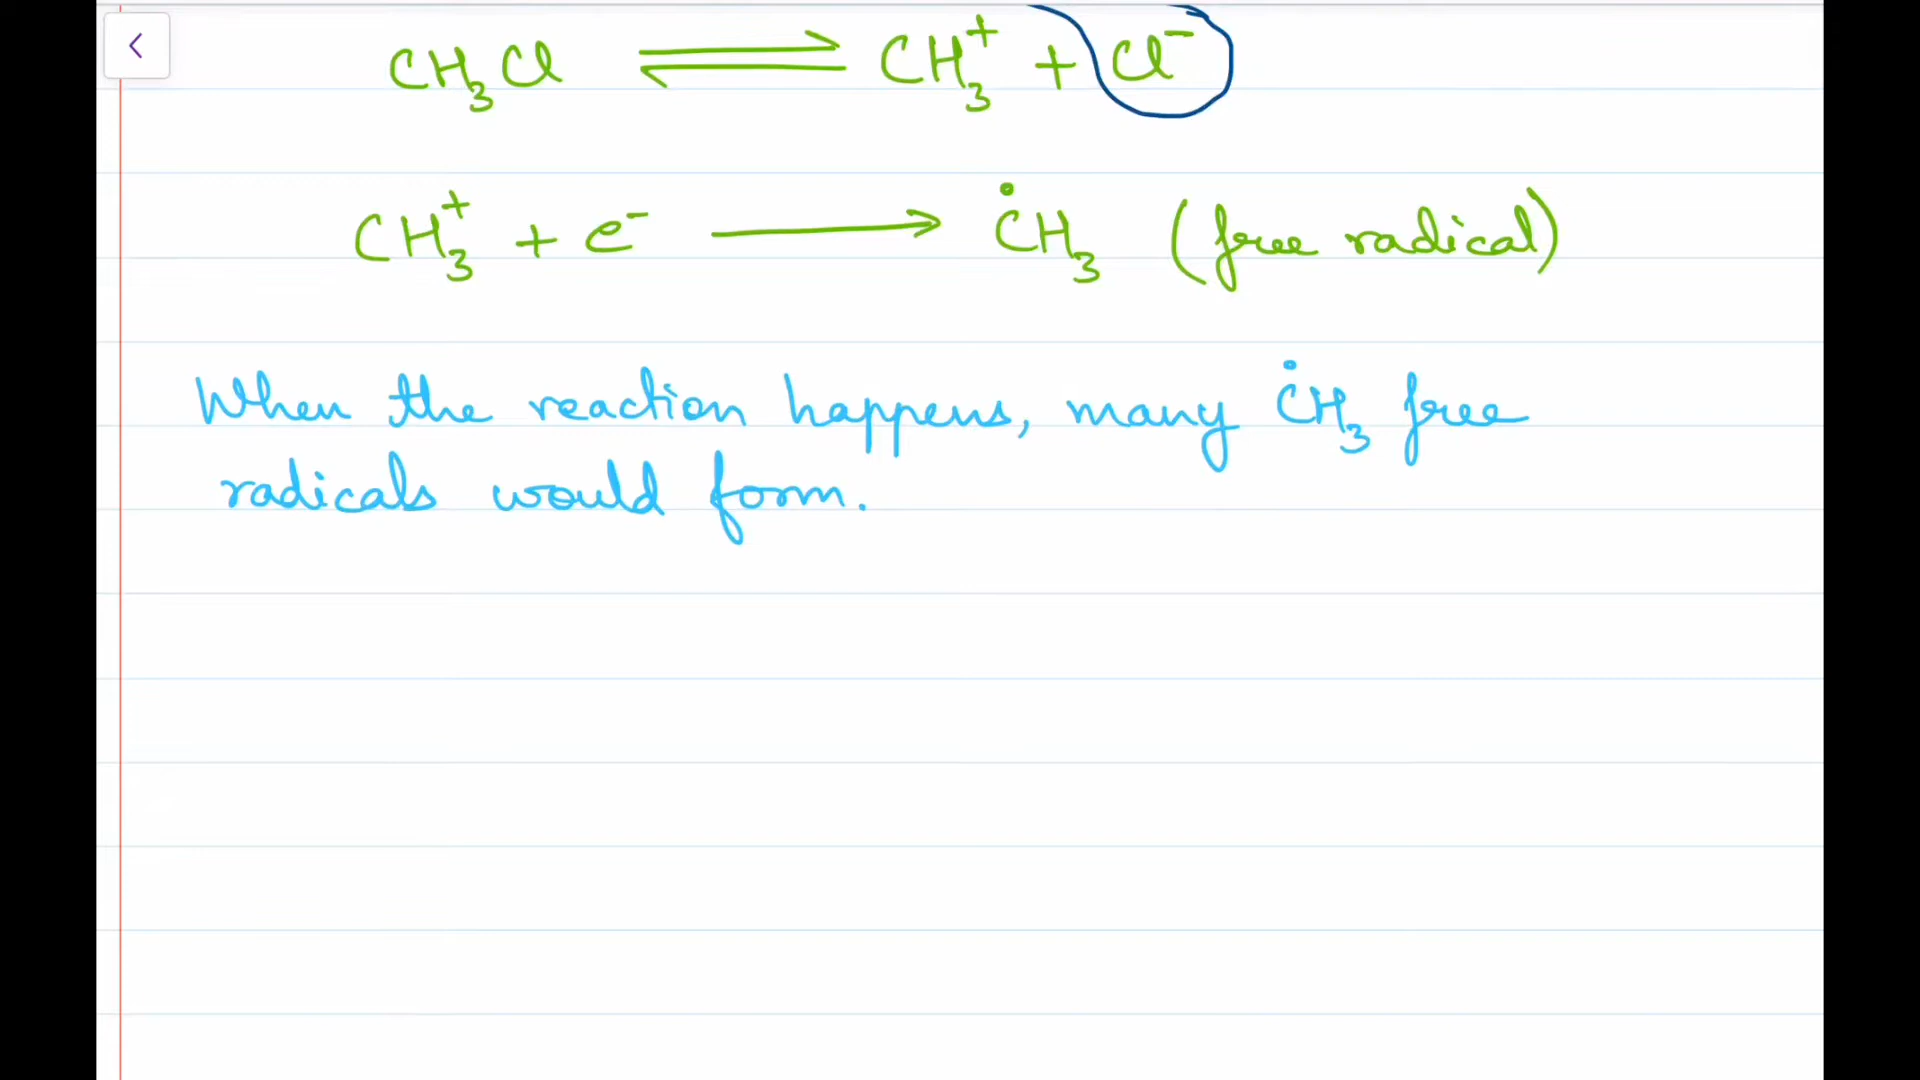 CH₃Cl ⇌ CH₃⁺ + Cl⁻
CH₃⁺ + e⁻ ⟶ ĊH₃ (free radical)
When the reaction happens, many ĊH₃ free
radicals would form.